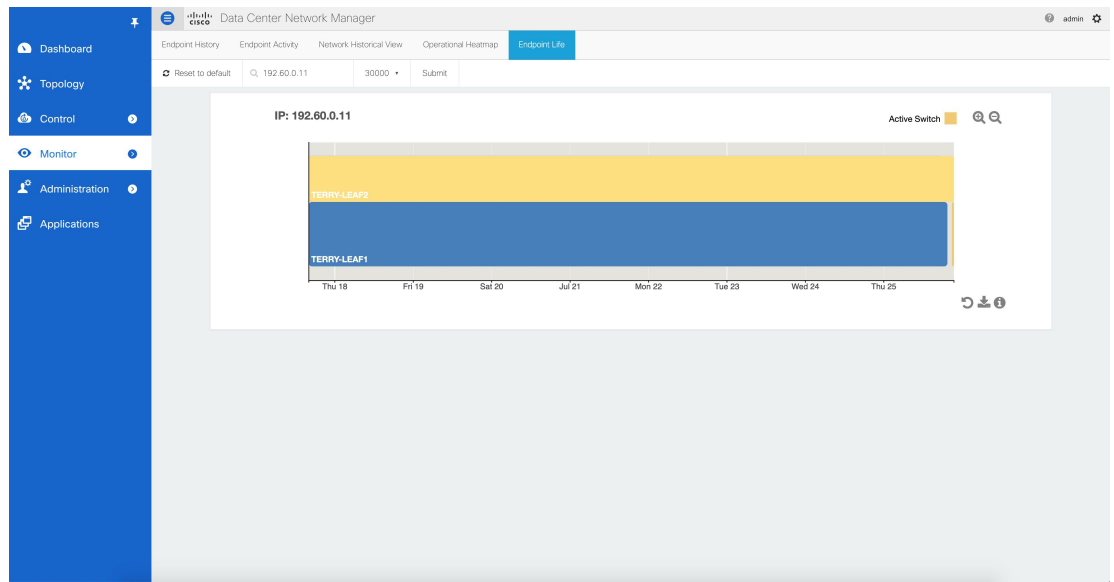 cisco Data Center Network Manager
admin
Dashboard
Topology
Control
Monitor
Administration
Applications
Endpoint History Endpoint Activity Network Historical View Operational Heatmap Endpoint Life
Reset to default 192.60.0.11 30000 Submit
IP: 192.60.0.11
Active Switch
TERRY-LEAF2
TERRY-LEAF1
Thu 18 Fri 19 Sat 20 Jul 21 Mon 22 Tue 23 Wed 24 Thu 25